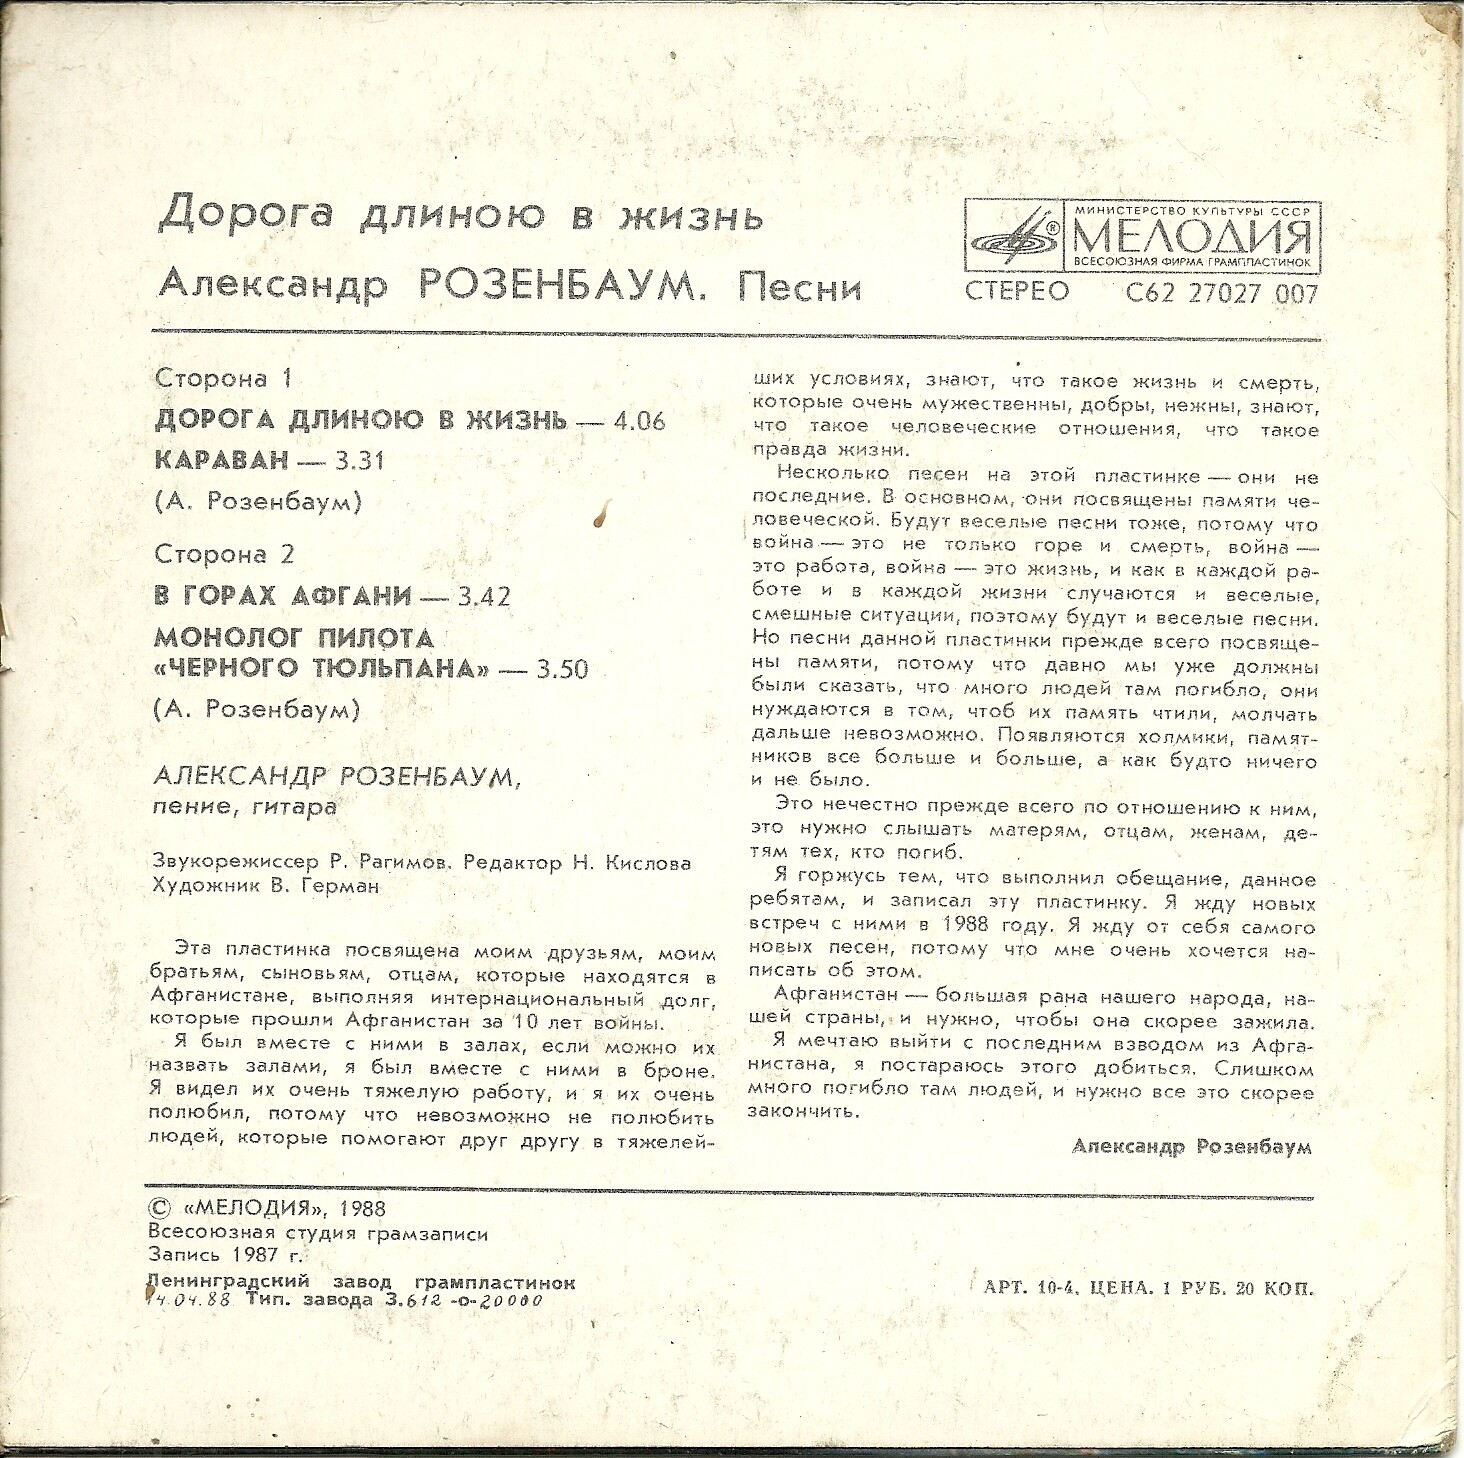 Дорога длиною в жизнь
Александр РОЗЕНБАУМ. Песни
®
МИНИСТЕРСТВО КУЛЬТУРЫ СССР
МЕЛОДИЯ
ВСЕСОЮЗНАЯ ФИРМА ГРАМПЛАСТИНОК
СТЕРЕО С62 27027 007
Сторона 1
ДОРОГА ДЛИНОЮ В ЖИЗНЬ — 4.06
КАРАВАН — 3.31
(А. Розенбаум)
Сторона 2
В ГОРАХ АФГАНИ — 3.42
МОНОЛОГ ПИЛОТА
«ЧЕРНОГО ТЮЛЬПАНА» — 3.50
(А. Розенбаум)
АЛЕКСАНДР РОЗЕНБАУМ,
пение, гитара
Звукорежиссер Р. Рагимов. Редактор Н. Кислова
Художник В. Герман
Эта пластинка посвящена моим друзьям, моим
братьям, сыновьям, отцам, которые находятся в
Афганистане, выполняя интернациональный долг,
которые прошли Афганистан за 10 лет войны.
Я был вместе с ними в залах, если можно их
назвать залами, я был вместе с ними в броне.
Я видел их очень тяжелую работу, и я их очень
полюбил, потому что невозможно не полюбить
людей, которые помогают друг другу в тяжелей-
ших условиях, знают, что такое жизнь и смерть,
которые очень мужественны, добры, нежны, знают,
что такое человеческие отношения, что такое
правда жизни.
Несколько песен на этой пластинке — они не
последние. В основном, они посвящены памяти че-
ловеческой. Будут веселые песни тоже, потому что
война — это не только горе и смерть, война —
это работа, война — это жизнь, и как в каждой ра-
боте и в каждой жизни случаются и веселые,
смешные ситуации, поэтому будут и веселые песни.
Но песни данной пластинки прежде всего посвяще-
ны памяти, потому что давно мы уже должны
были сказать, что много людей там погибло, они
нуждаются в том, чтоб их память чтили, молчать
дальше невозможно. Появляются холмики, памят-
ников все больше и больше, а как будто ничего
и не было.
Это нечестно прежде всего по отношению к ним,
это нужно слышать матерям, отцам, женам, де-
тям тех, кто погиб.
Я горжусь тем, что выполнил обещание, данное
ребятам, и записал эту пластинку. Я жду новых
встреч с ними в 1988 году. Я жду от себя самого
новых песен, потому что мне очень хочется на-
писать об этом.
Афганистан — большая рана нашего народа, на-
шей страны, и нужно, чтобы она скорее зажила.
Я мечтаю выйти с последним взводом из Афга-
нистана, я постараюсь этого добиться. Слишком
много погибло там людей, и нужно все это скорее
закончить.
Александр Розенбаум
© «МЕЛОДИЯ», 1988
Всесоюзная студия грамзаписи
Запись 1987 г.
Ленинградский завод грампластинок
14.04.88 Тип. завода З.612 -о-20000
АРТ. 10-4. ЦЕНА. 1 РУБ. 20 КОП.